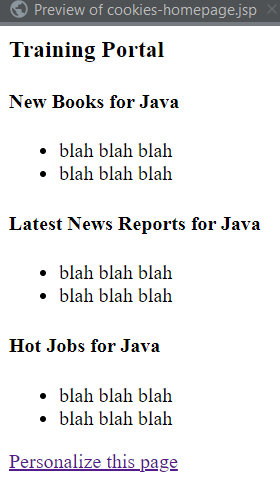 Preview of cookies-homepage.jsp
Training Portal
New Books for Java
blah blah blah
blah blah blah
Latest News Reports for Java
blah blah blah
blah blah blah
Hot Jobs for Java
blah blah blah
blah blah blah
Personalize this page